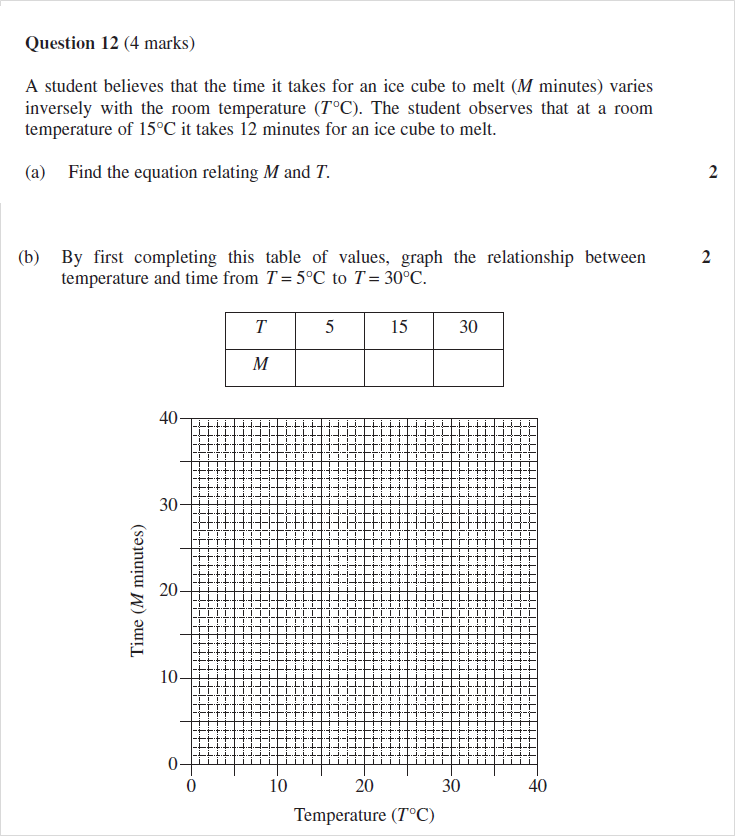 Question 12 (4 marks)
A student believes that the time it takes for an ice cube to melt (M minutes) varies
inversely with the room temperature (T°C). The student observes that at a room
temperature of 15°C it takes 12 minutes for an ice cube to melt.
(a) Find the equation relating M and T. 2
(b) By first completing this table of values, graph the relationship between 2
temperature and time from T = 5°C to T = 30°C.
T 5 15 30
M
40
30
20
10
0
Time (M minutes)
0 10 20 30 40
Temperature (T°C)